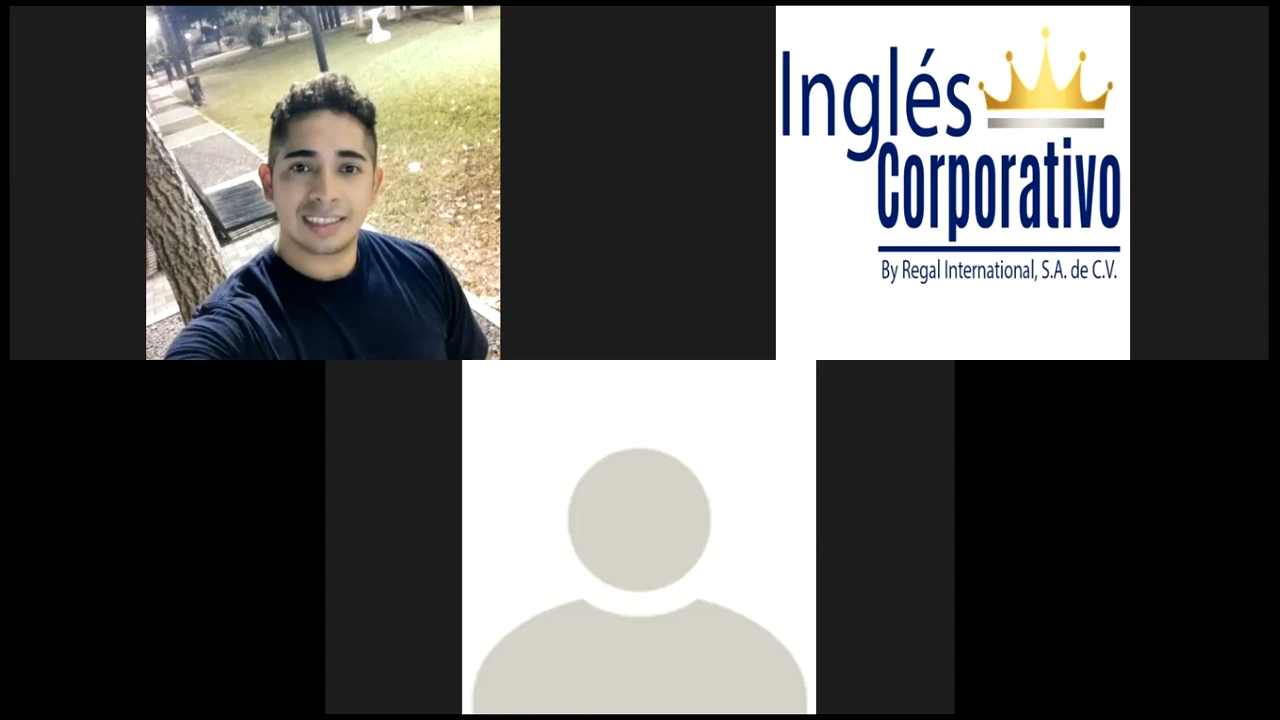 Inglés
Corporativo
By Regal International, S.A. de C.V.